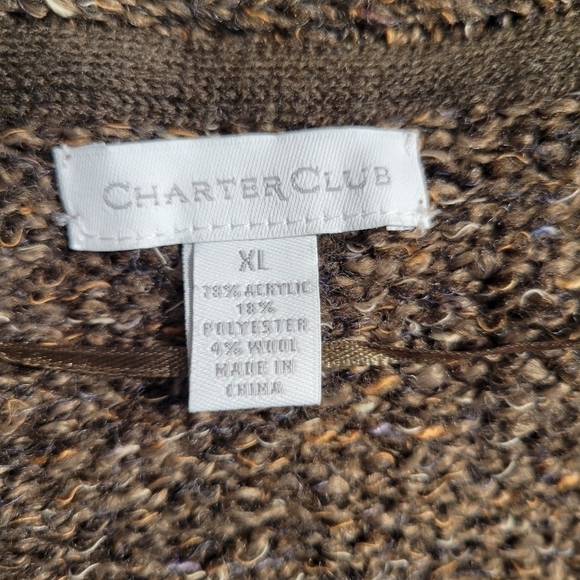 CHARTER CLUB
XL
78% ACRYLIC
18%
POLYESTER
4% WOOL
MADE IN
CHINA